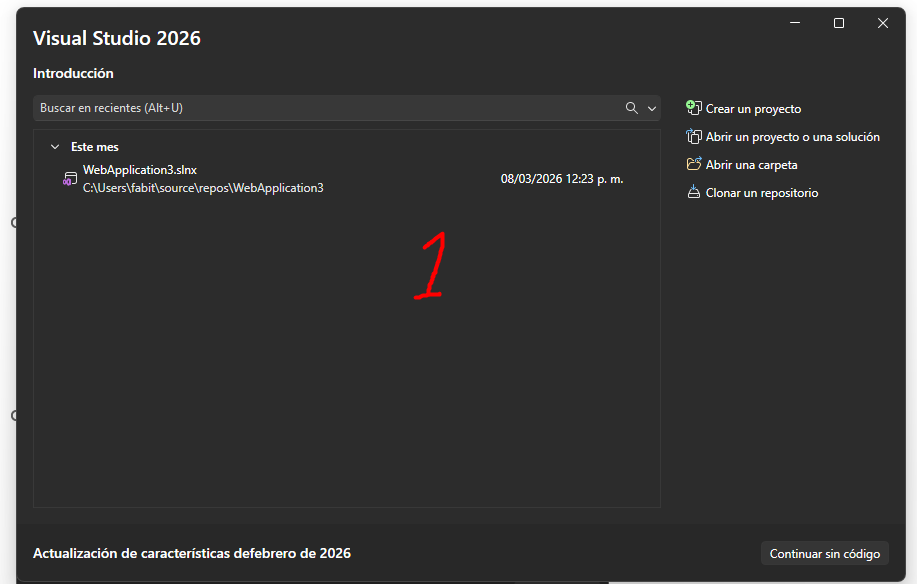 Visual Studio 2026
Introducción
Buscar en recientes (Alt+U)
Este mes
WebApplication3.slnx
C:\Users\fabit\source\repos\WebApplication3
08/03/2026 12:23 p. m.
1
Crear un proyecto
Abrir un proyecto o una solución
Abrir una carpeta
Clonar un repositorio
Actualización de características defebrero de 2026
Continuar sin código